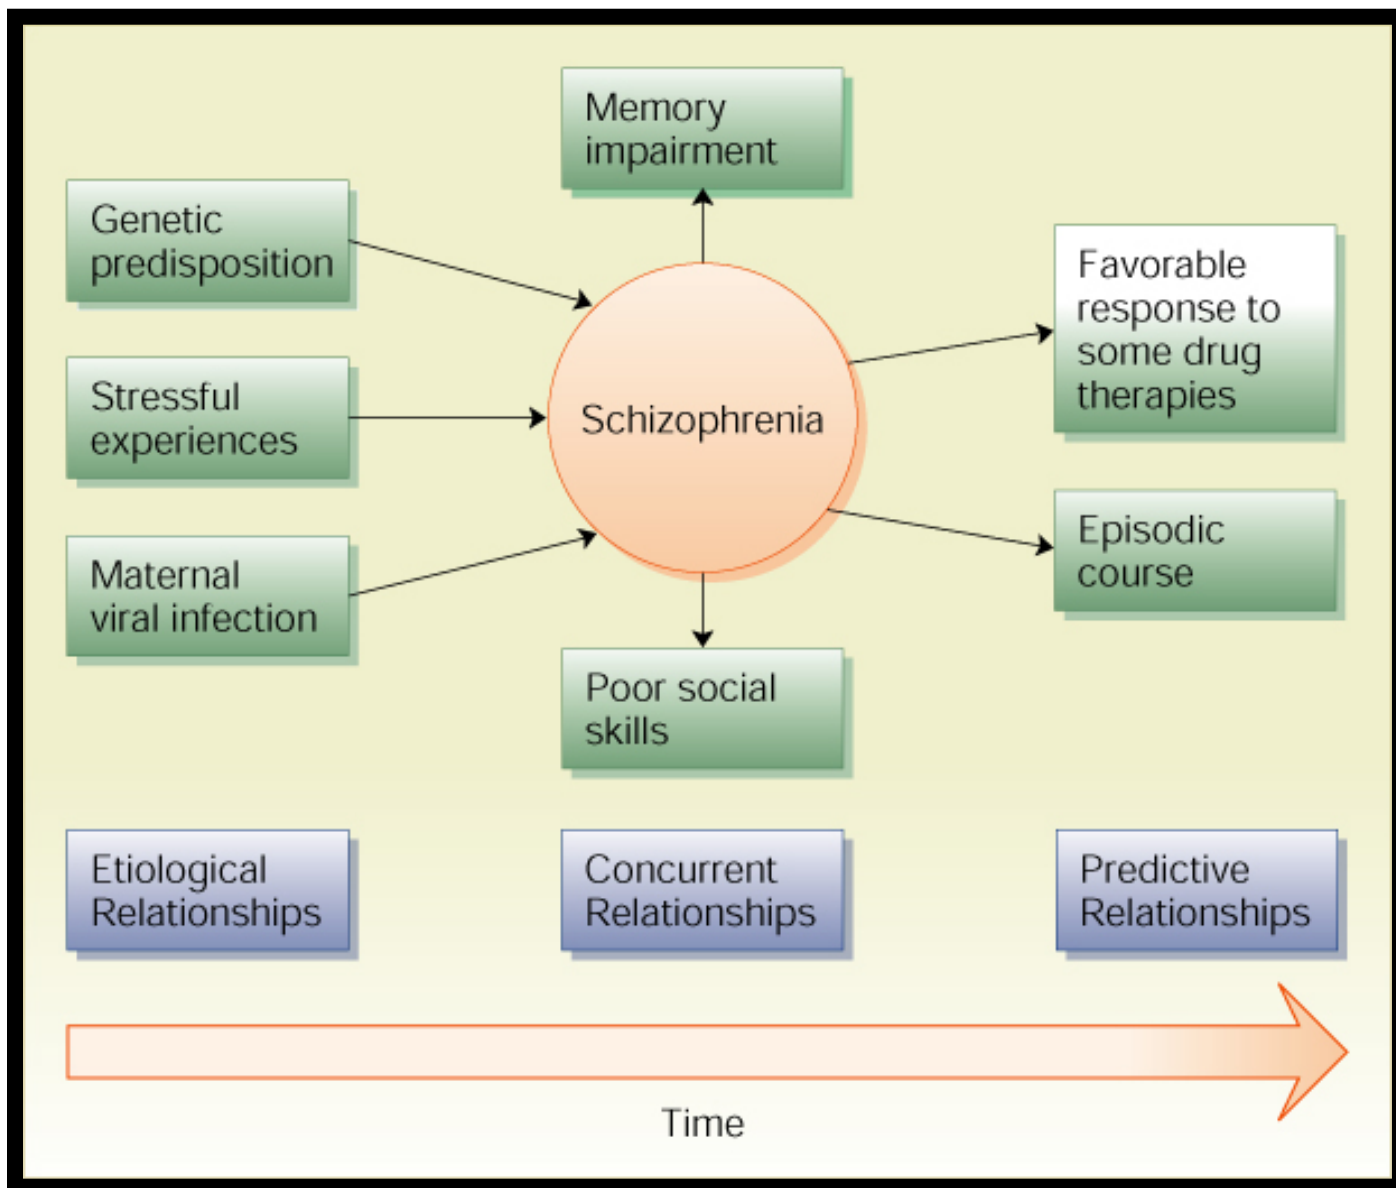 Memory
impairment
Genetic
predisposition
Favorable
response to
some drug
therapies
Stressful
experiences
Schizophrenia
Episodic
course
Maternal
viral infection
Poor social
skills
Etiological
Relationships
Concurrent
Relationships
Predictive
Relationships
Time